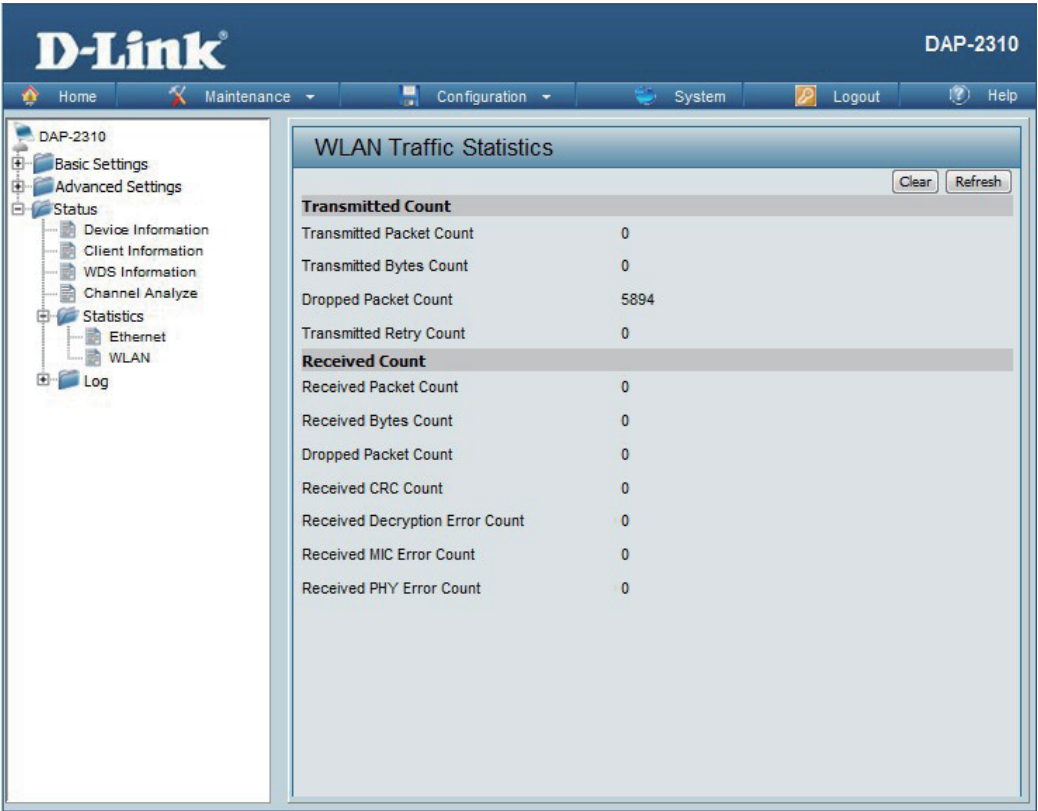 D-Link®
DAP-2310
Home Maintenance Configuration System Logout Help
DAP-2310
Basic Settings
Advanced Settings
Status
Device Information
Client Information
WDS Information
Channel Analyze
Statistics
Ethernet
WLAN
Log
WLAN Traffic Statistics
Clear Refresh
Transmitted Count
Transmitted Packet Count 0
Transmitted Bytes Count 0
Dropped Packet Count 5894
Transmitted Retry Count 0
Received Count
Received Packet Count 0
Received Bytes Count 0
Dropped Packet Count 0
Received CRC Count 0
Received Decryption Error Count 0
Received MIC Error Count 0
Received PHY Error Count 0